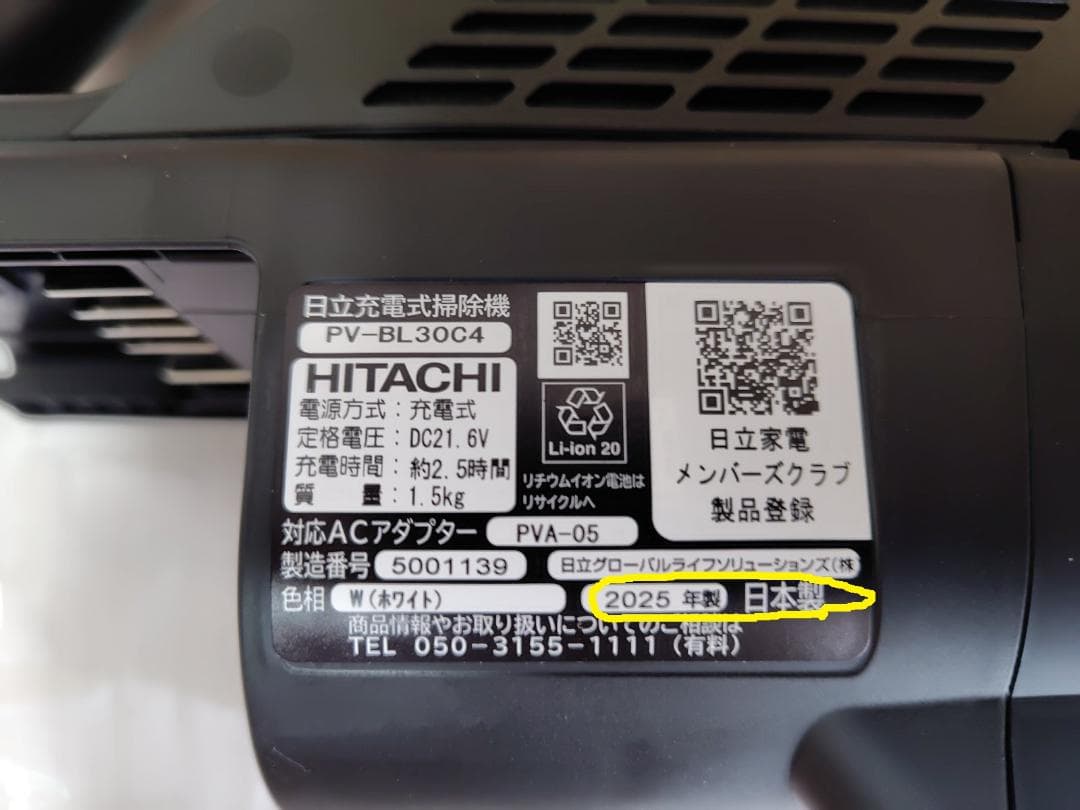 日立充電式掃除機
PV-BL30C4
HITACHI
電源方式：充電式
定格電圧：DC21.6V
充電時間：約2.5時間
質　　量：1.5kg
Li-ion 20
リチウムイオン電池は
リサイクルへ
日立家電
メンバーズクラブ
製品登録
対応ACアダプター PVA-05
製造番号 5001139 日立グローバルライフソリューションズ(株
色相 W(ホワイト) 2025 年製 日本製
商品情報やお取り扱いについてのご相談は
TEL 050-3155-1111（有料）